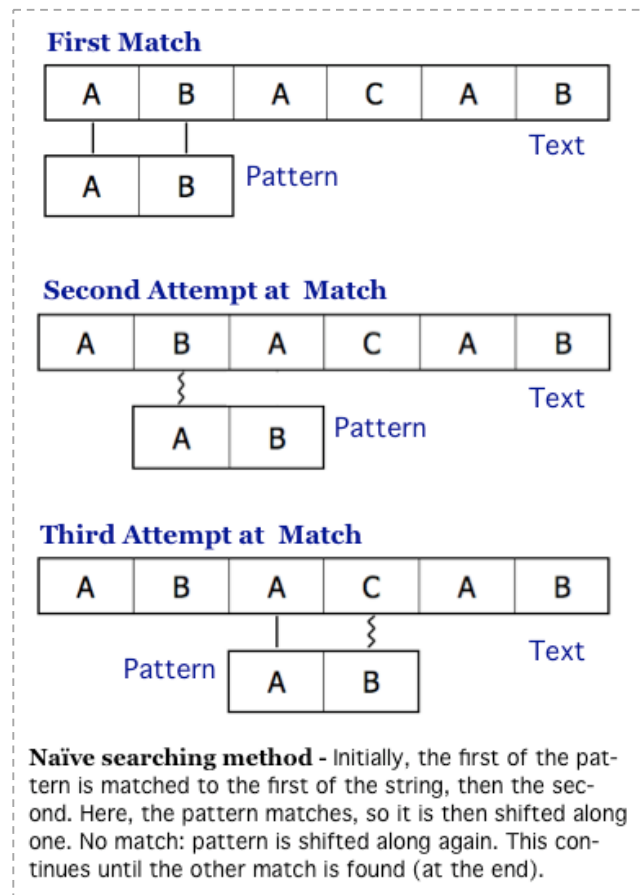 First Match
A B A C A B
Text
A B Pattern
Second Attempt at Match
A B A C A B
Text
A B Pattern
Third Attempt at Match
A B A C A B
Text
Pattern A B
Naïve searching method - Initially, the first of the pat-
tern is matched to the first of the string, then the sec-
ond. Here, the pattern matches, so it is then shifted along
one. No match: pattern is shifted along again. This con-
tinues until the other match is found (at the end).